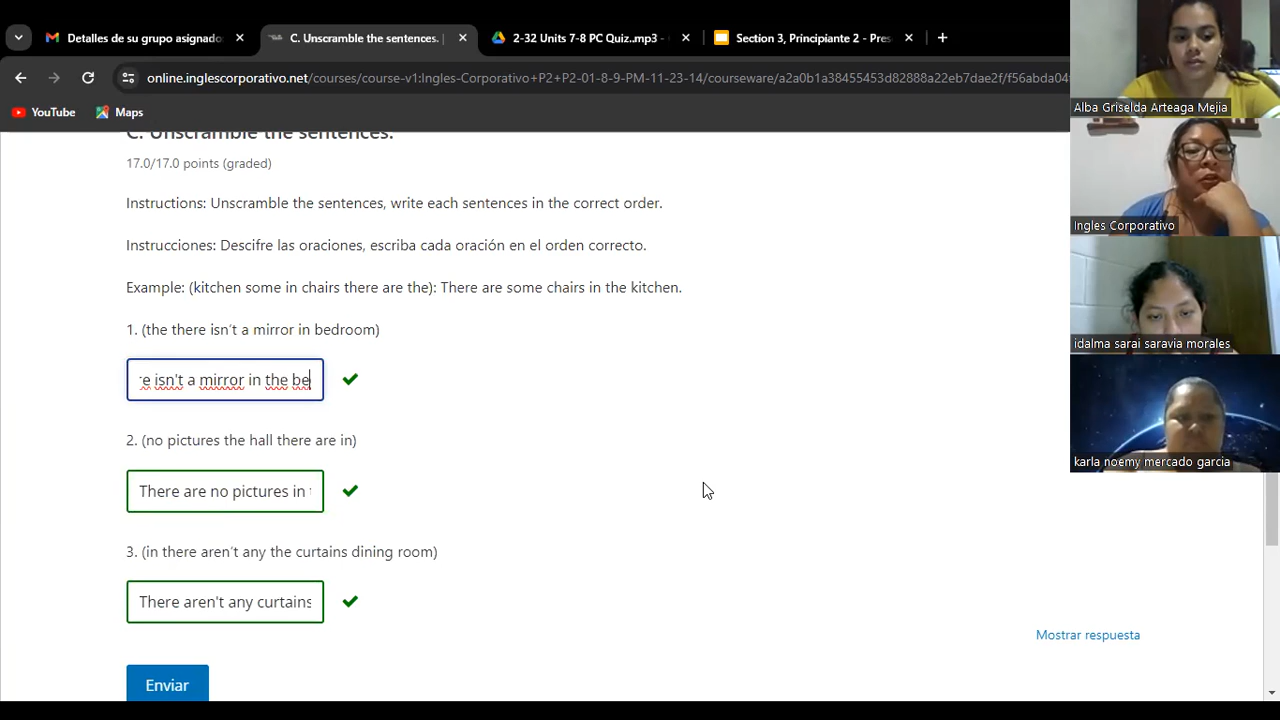 Detalles de su grupo asignado
C. Unscramble the sentences.
2-32 Units 7-8 PC Quiz..mp3 -
Section 3, Principiante 2 - Pres
online.inglescorporativo.net/courses/course-v1:Ingles-Corporativo+P2+P2-01-8-9-PM-11-23-14/courseware/a2a0b1a38455453d82888a22eb7dae2f/f56abda04
YouTube
Maps
C. Unscramble the sentences.
17.0/17.0 points (graded)
Instructions: Unscramble the sentences, write each sentences in the correct order.
Instrucciones: Descifre las oraciones, escriba cada oración en el orden correcto.
Example: (kitchen some in chairs there are the): There are some chairs in the kitchen.
1. (the there isn´t a mirror in bedroom)
re isn't a mirror in the be
2. (no pictures the hall there are in)
There are no pictures in
3. (in there aren’t any the curtains dining room)
There aren't any curtains
Mostrar respuesta
Enviar
Alba Griselda Arteaga Mejia
Ingles Corporativo
idalma sarai saravia morales
karla noemy mercado garcia